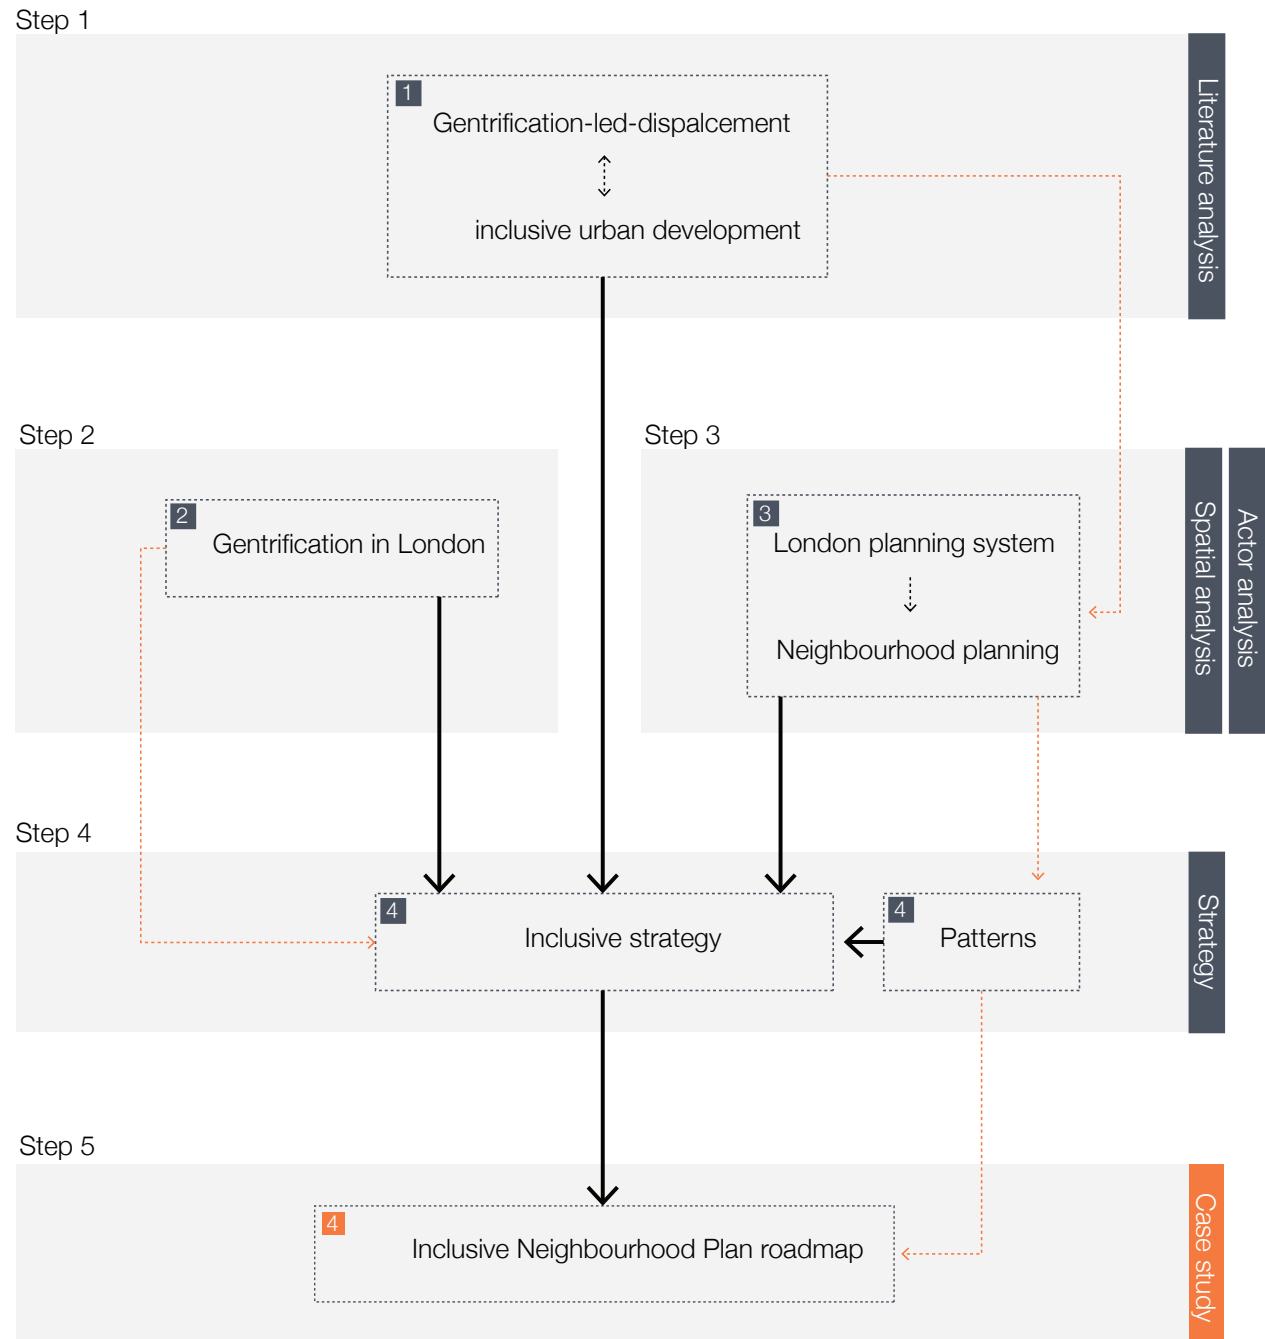 Step 1
1
Gentrification-led-dispalcement
inclusive urban development
Literature analysis
Step 2
2
Gentrification in London
Step 3
3
London planning system
Neighbourhood planning
Spatial analysis
Actor analysis
Step 4
4
Inclusive strategy
4
Patterns
Strategy
Step 5
4
Inclusive Neighbourhood Plan roadmap
Case study